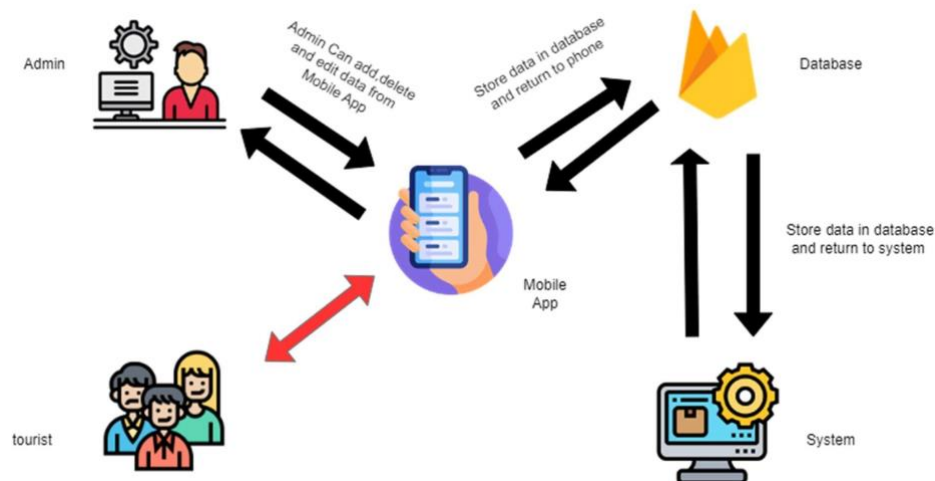 Admin
Admin Can add,delete
and edit data from
Mobile App
Store data in database
and return to phone
Database
Store data in database
and return to system
Mobile
App
tourist
System